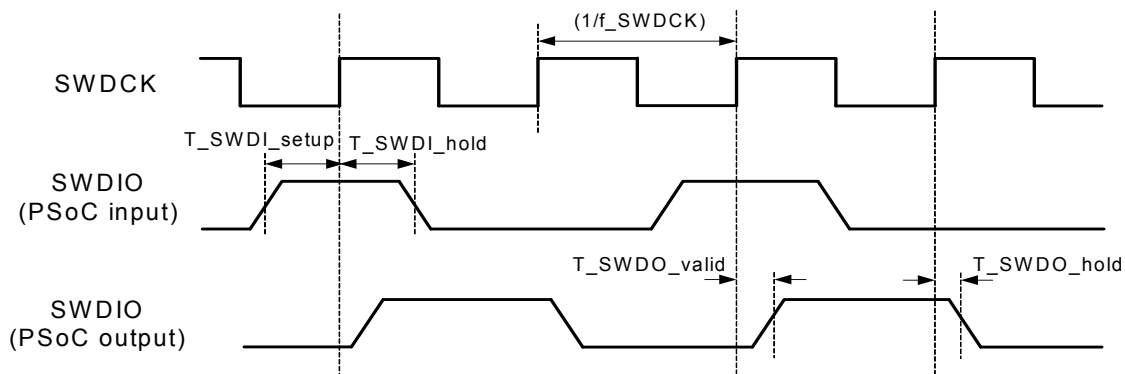 (1/f_SWDCK)
SWDCK
T_SWDI_setup
T_SWDI_hold
SWDIO
(PSoC input)
T_SWDO_valid
T_SWDO_hold
SWDIO
(PSoC output)